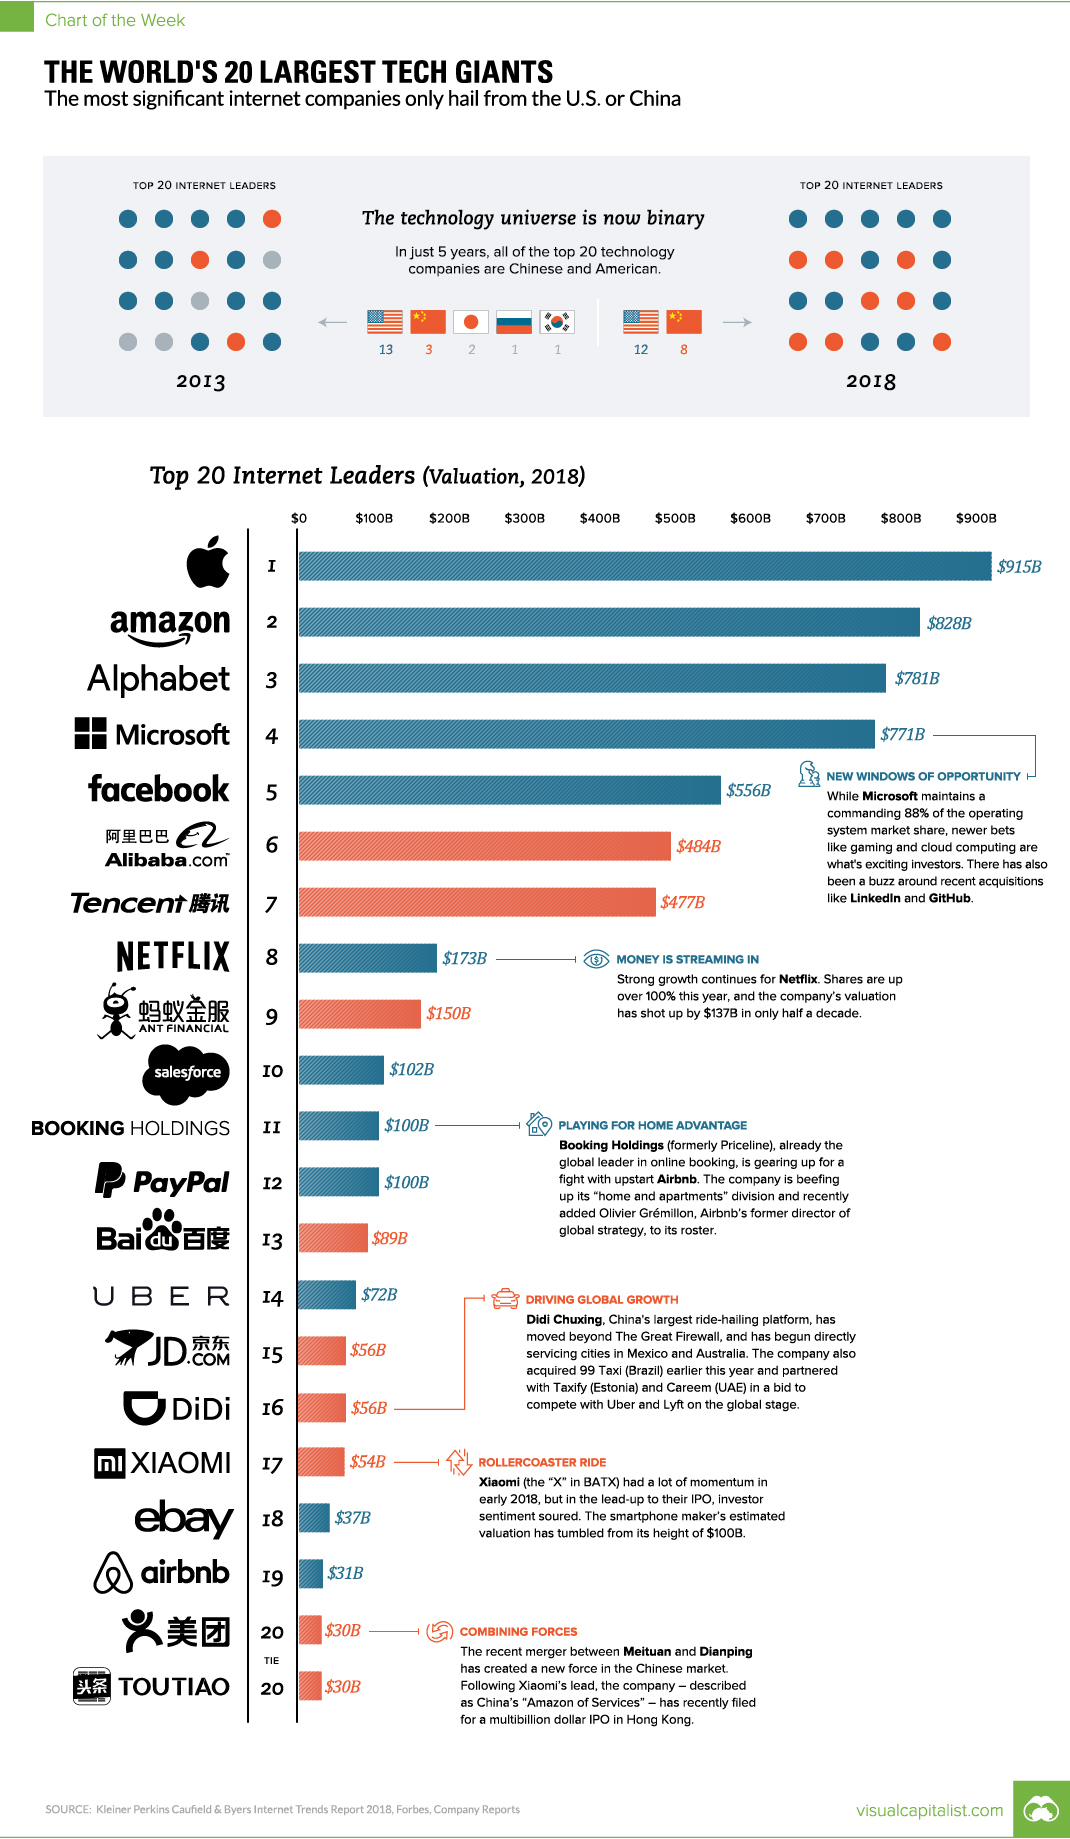 Chart of the Week
THE WORLD'S 20 LARGEST TECH GIANTS
The most significant internet companies only hail from the U.S. or China
TOP 20 INTERNET LEADERS
2013
The technology universe is now binary
In just 5 years, all of the top 20 technology
companies are Chinese and American.
13 3 2 1 1
12 8
TOP 20 INTERNET LEADERS
2018
Top 20 Internet Leaders (Valuation, 2018)
$0 $100B $200B $300B $400B $500B $600B $700B $800B $900B
1 $915B
amazon 2 $828B
Alphabet 3 $781B
Microsoft 4 $771B
NEW WINDOWS OF OPPORTUNITY
While Microsoft maintains a
commanding 88% of the operating
system market share, newer bets
like gaming and cloud computing are
what's exciting investors. There has also
been a buzz around recent acquisitions
like LinkedIn and GitHub.
facebook 5 $556B
阿里巴巴
Alibaba.com™ 6 $484B
Tencent 腾讯 7 $477B
NETFLIX 8 $173B
MONEY IS STREAMING IN
Strong growth continues for Netflix. Shares are up
over 100% this year, and the company's valuation
has shot up by $137B in only half a decade.
蚂蚁金服
ANT FINANCIAL 9 $150B
salesforce 10 $102B
BOOKING HOLDINGS 11 $100B
PLAYING FOR HOME ADVANTAGE
Booking Holdings (formerly Priceline), already the
global leader in online booking, is gearing up for a
fight with upstart Airbnb. The company is beefing
up its “home and apartments” division and recently
added Olivier Grémillon, Airbnb's former director of
global strategy, to its roster.
PayPal 12 $100B
Baidu百度 13 $89B
UBER 14 $72B
JD.COM 京东 15 $56B
DiDi 16 $56B
DRIVING GLOBAL GROWTH
Didi Chuxing, China's largest ride-hailing platform, has
moved beyond The Great Firewall, and has begun directly
servicing cities in Mexico and Australia. The company also
acquired 99 Taxi (Brazil) earlier this year and partnered
with Taxify (Estonia) and Careem (UAE) in a bid to
compete with Uber and Lyft on the global stage.
mi XIAOMI 17 $54B
ROLLERCOASTER RIDE
Xiaomi (the “X” in BATX) had a lot of momentum in
early 2018, but in the lead-up to their IPO, investor
sentiment soured. The smartphone maker's estimated
valuation has tumbled from its height of $100B.
ebay 18 $37B
airbnb 19 $31B
美团 20 $30B
TIE
头条 TOUTIAO 20 $30B
COMBINING FORCES
The recent merger between Meituan and Dianping
has created a new force in the Chinese market.
Following Xiaomi's lead, the company – described
as China's “Amazon of Services” – has recently filed
for a multibillion dollar IPO in Hong Kong.
SOURCE: Kleiner Perkins Caufield & Byers Internet Trends Report 2018, Forbes, Company Reports
visualcapitalist.com